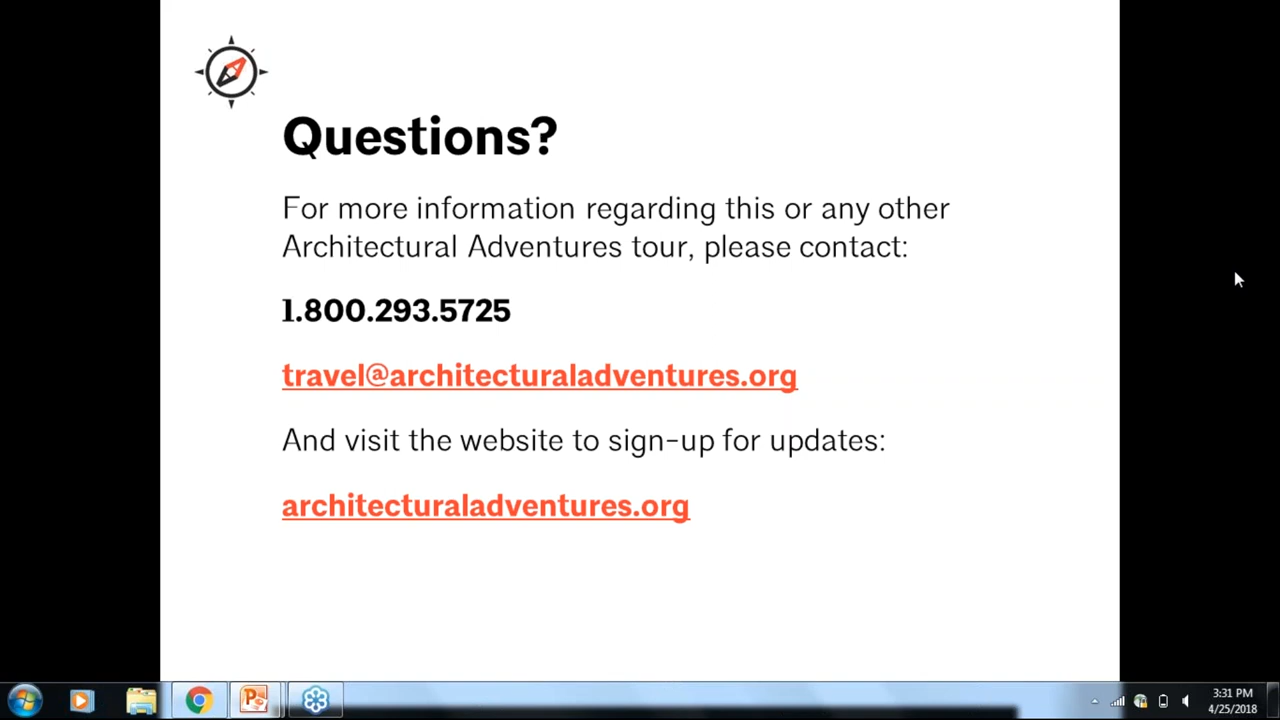 Questions?
For more information regarding this or any other
Architectural Adventures tour, please contact:
1.800.293.5725
travel@architecturaladventures.org
And visit the website to sign-up for updates:
architecturaladventures.org
3:31 PM
4/25/2018